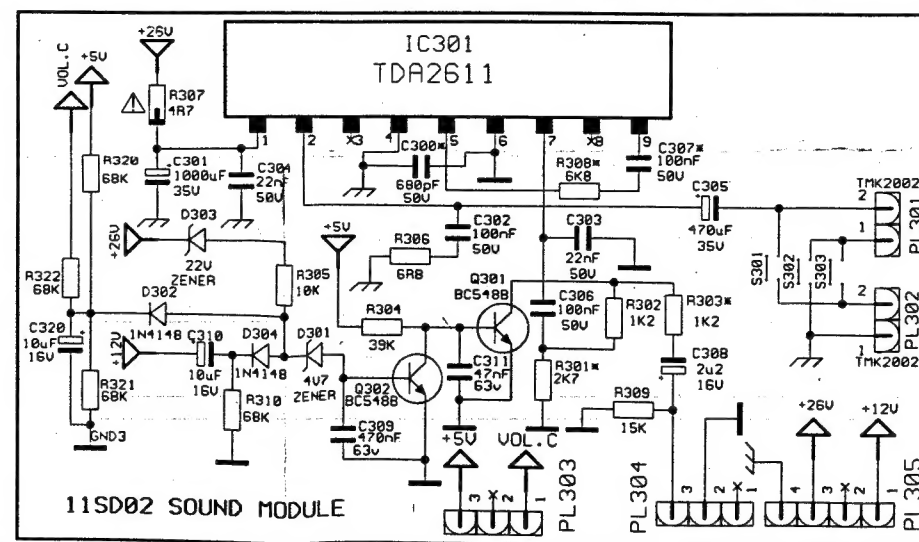 IC301
TDA2611
1
2
*3
4
5
6
7
*8
9
+26V
VOL.C
+5V
R307
4R7
C301
1000uF
35V
C304
22nF
50V
R320
68K
C300*
680pF
50V
R308*
6K8
C307*
100nF
50V
C305
470uF
35V
TMK2002
2
1
PL301
S301
S302
S303
2
1
PL302
TMK2002
D303
22V
ZENER
+26V
+5V
C302
100nF
50V
C303
22nF
50V
R306
6R8
R305
10K
R322
68K
D302
1N4148
R304
39K
Q301
BC548B
C306
100nF
50V
R302
1K2
R303*
1K2
C320
10uF
16V
+12V
C310
10uF
16V
D304
1N4148
D301
4V7
ZENER
Q302
BC548B
C311
47nF
63v
R301*
2K7
C308
2u2
16V
R321
68K
R310
68K
GND3
C309
470nF
63v
R309
15K
+5V
VOL.C
+26V
+12V
3
2
1
PL303
PL304
3
2
1
4
3
2
1
PL305
11SD02 SOUND MODULE